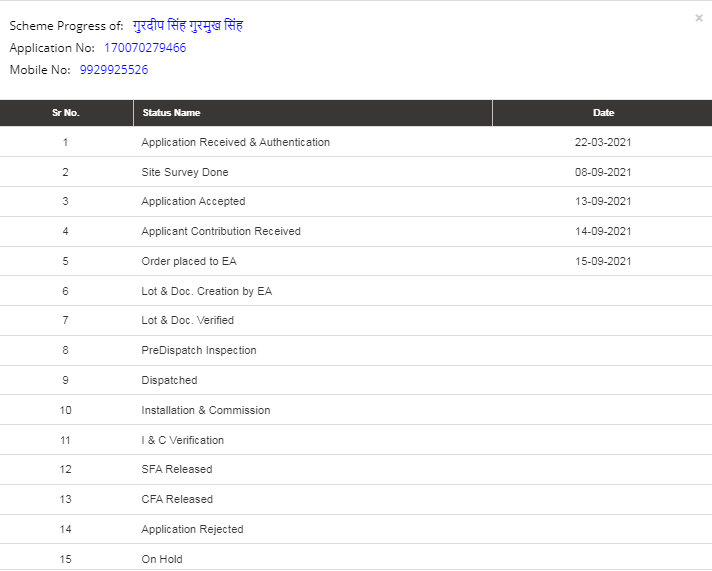 Scheme Progress of: गुरदीप सिंह गुरमुख सिंह
×
Application No: 170070279466
Mobile No: 9929925526
Sr No. Status Name Date
1 Application Received & Authentication 22-03-2021
2 Site Survey Done 08-09-2021
3 Application Accepted 13-09-2021
4 Applicant Contribution Received 14-09-2021
5 Order placed to EA 15-09-2021
6 Lot & Doc. Creation by EA
7 Lot & Doc. Verified
8 PreDispatch Inspection
9 Dispatched
10 Installation & Commission
11 I & C Verification
12 SFA Released
13 CFA Released
14 Application Rejected
15 On Hold